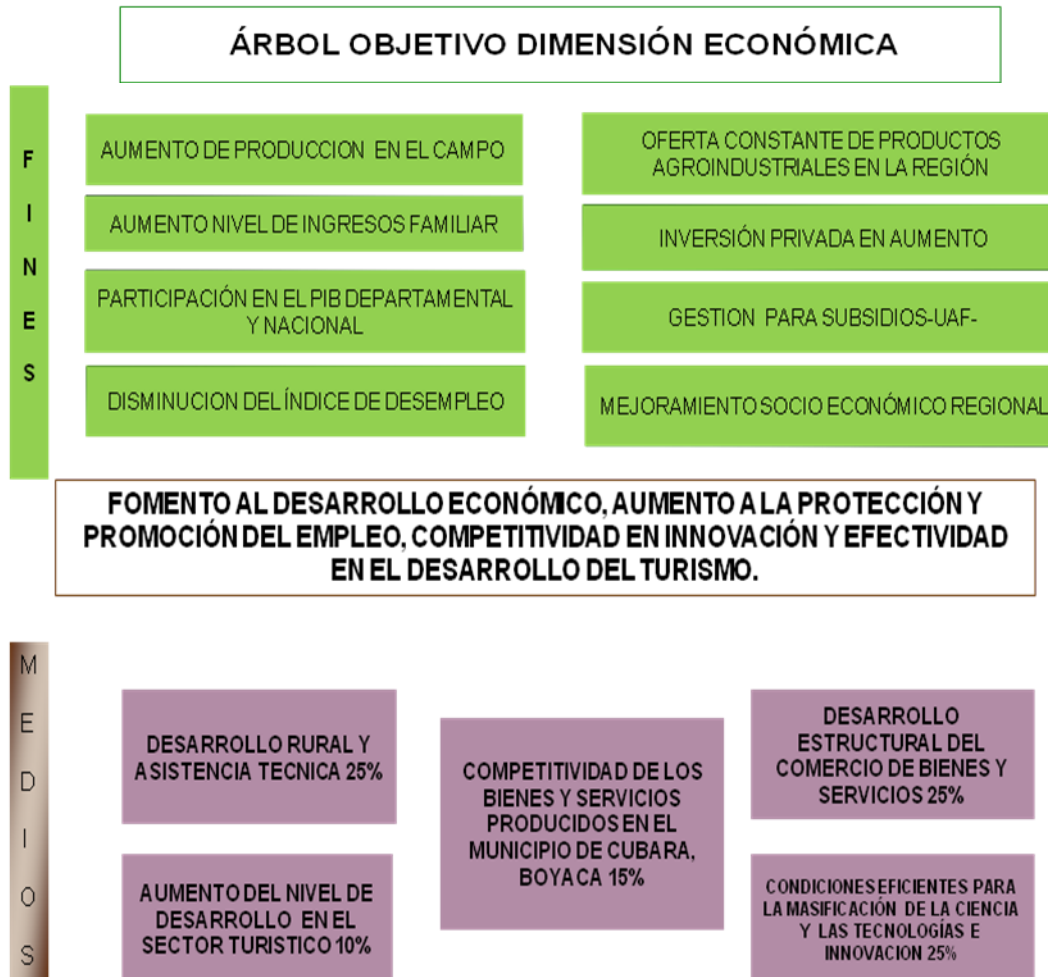 ÁRBOL OBJETIVO DIMENSIÓN ECONÓMICA
F
I
N
E
S
AUMENTO DE PRODUCCION EN EL CAMPO
AUMENTO NIVEL DE INGRESOS FAMILIAR
PARTICIPACIÓN EN EL PIB DEPARTAMENTAL
Y NACIONAL
DISMINUCION DEL ÍNDICE DE DESEMPLEO
OFERTA CONSTANTE DE PRODUCTOS
AGROINDUSTRIALES EN LA REGIÓN
INVERSIÓN PRIVADA EN AUMENTO
GESTION PARA SUBSIDIOS-UAF-
MEJORAMIENTO SOCIO ECONÓMICO REGIONAL
FOMENTO AL DESARROLLO ECONÓMICO, AUMENTO A LA PROTECCIÓN Y
PROMOCIÓN DEL EMPLEO, COMPETITIVIDAD EN INNOVACIÓN Y EFECTIVIDAD
EN EL DESARROLLO DEL TURISMO.
M
E
D
I
O
S
DESARROLLO RURAL Y
ASISTENCIA TECNICA 25%
AUMENTO DEL NIVEL DE
DESARROLLO EN EL
SECTOR TURISTICO 10%
COMPETITIVIDAD DE LOS
BIENES Y SERVICIOS
PRODUCIDOS EN EL
MUNICIPIO DE CUBARA,
BOYACA 15%
DESARROLLO
ESTRUCTURAL DEL
COMERCIO DE BIENES Y
SERVICIOS 25%
CONDICIONES EFICIENTES PARA
LA MASIFICACIÓN DE LA CIENCIA
Y LAS TECNOLOGÍAS E
INNOVACION 25%